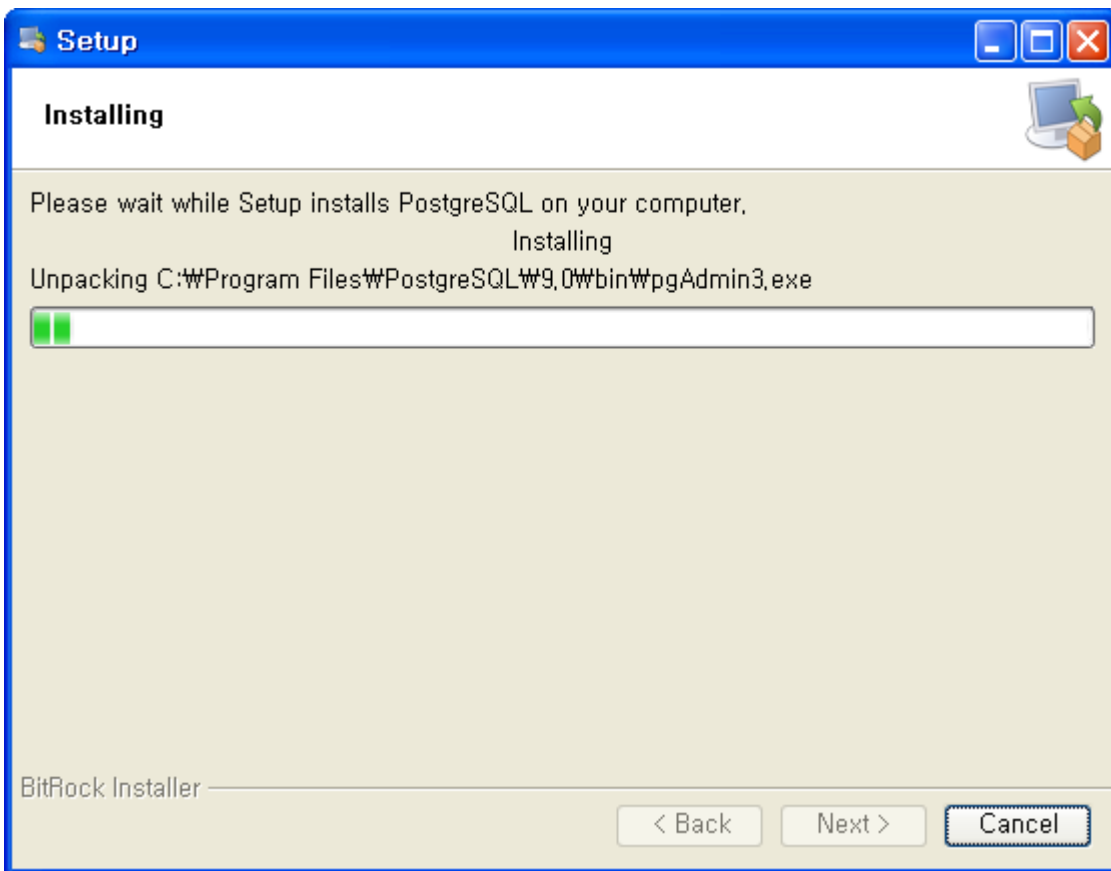 Setup
Installing
Please wait while Setup installs PostgreSQL on your computer.
Installing
Unpacking C:₩Program Files₩PostgreSQL₩9.0₩bin₩pgAdmin3.exe
BitRock Installer
< Back Next > Cancel